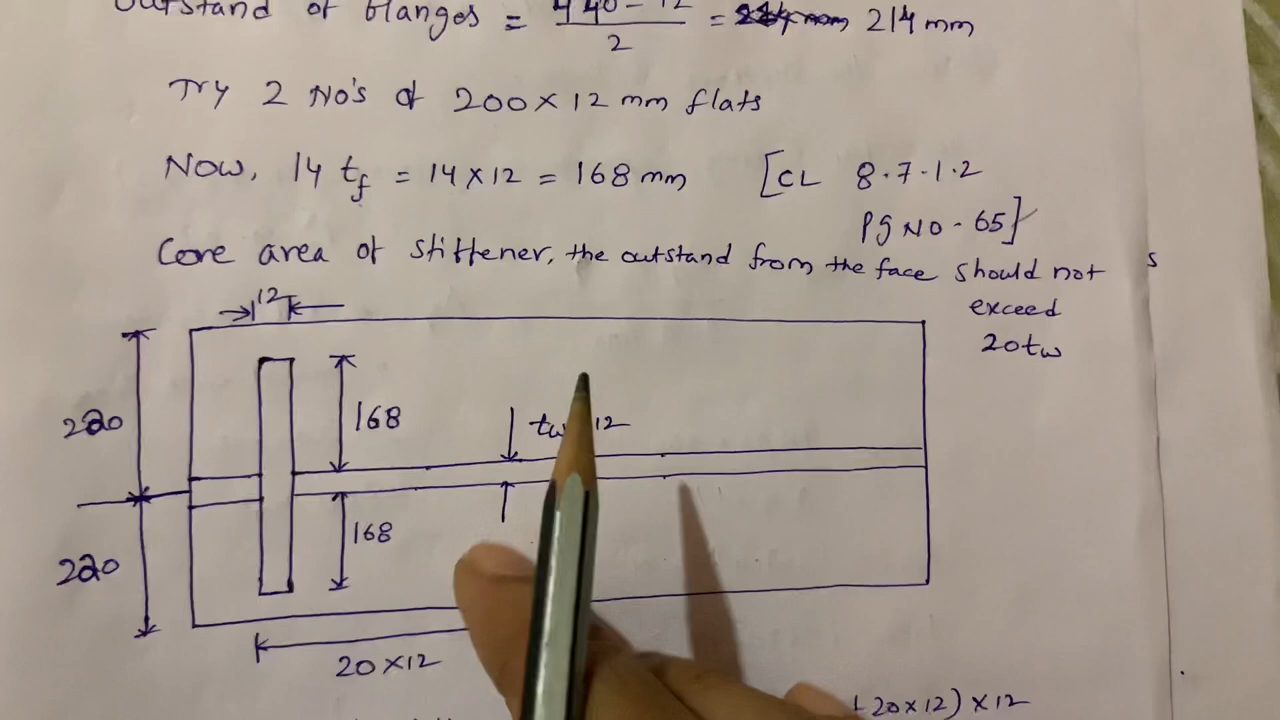 Outstand of flanges = 440-12 / 2 = 214 mm
Try 2 No's of 200×12 mm flats
Now, 14 tf = 14×12 = 168 mm [CL 8.7.1.2
Pg No - 65]
Core area of stiffener, the outstand from the face should not s
exceed
20tw
12
220
168
12
168
220
20×12
20×12)×12